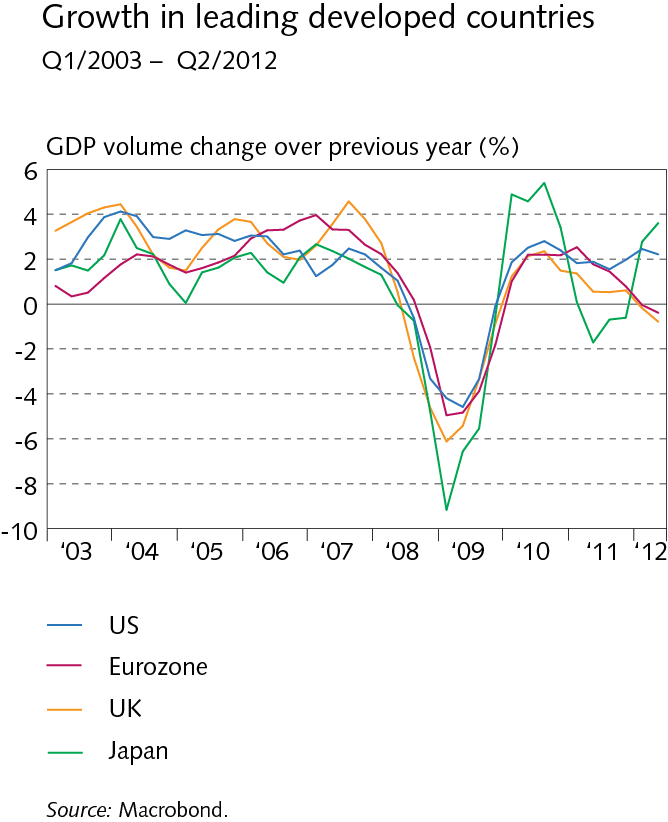 Growth in leading developed countries
Q1/2003 – Q2/2012
GDP volume change over previous year (%)
6
4
2
0
-2
-4
-6
-8
-10
‘03 ‘04 ‘05 ‘06 ‘07 ‘08 ‘09 ‘10 ‘11 ‘12
US
Eurozone
UK
Japan
Source: Macrobond.